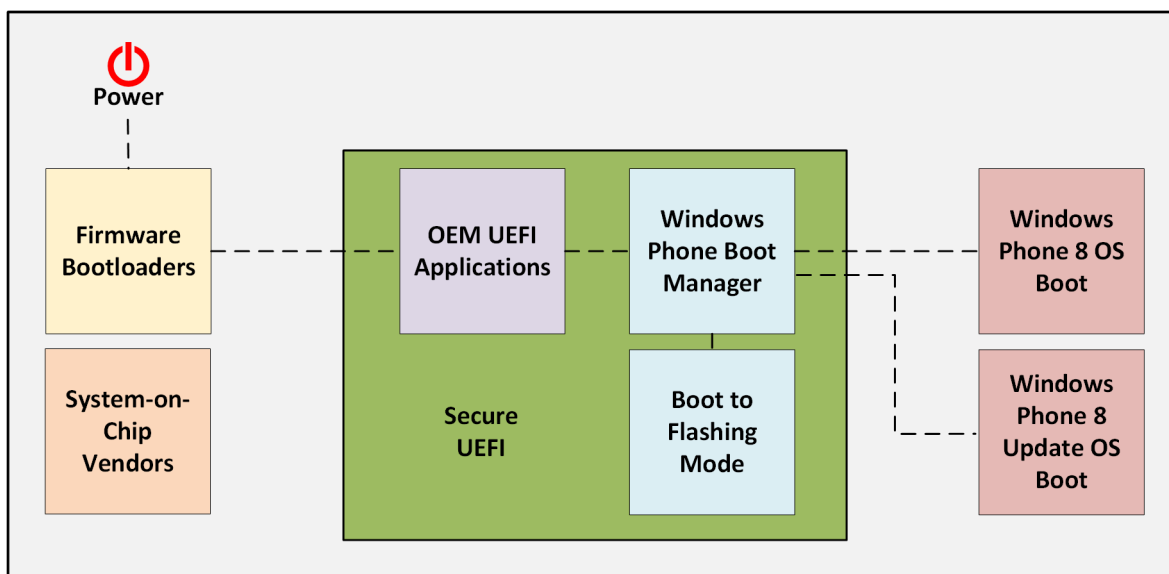 Power
Firmware
Bootloaders
OEM UEFI
Applications
Windows
Phone Boot
Manager
Windows
Phone 8 OS
Boot
System-on-
Chip
Vendors
Secure
UEFI
Boot to
Flashing
Mode
Windows
Phone 8
Update OS
Boot